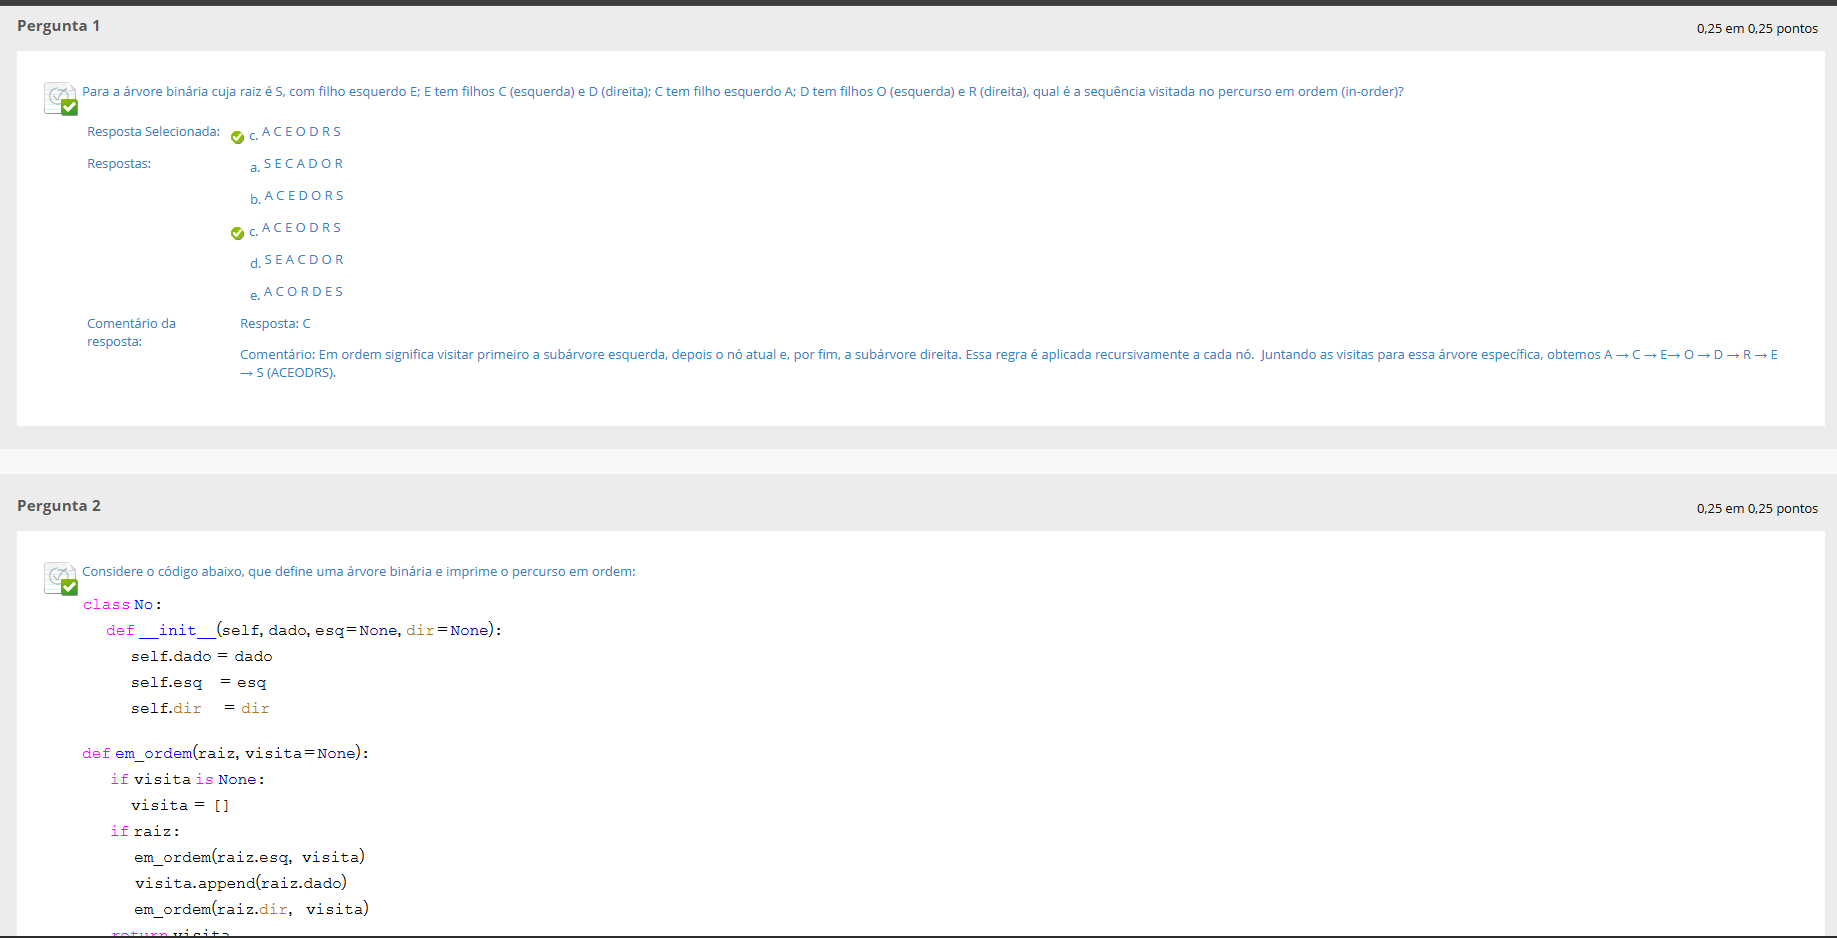 Pergunta 1
0,25 em 0,25 pontos
Para a árvore binária cuja raiz é S, com filho esquerdo E; E tem filhos C (esquerda) e D (direita); C tem filho esquerdo A; D tem filhos O (esquerda) e R (direita), qual é a sequência visitada no percurso em ordem (in-order)?
Resposta Selecionada: c. A C E O D R S
Respostas: a. S E C A D O R
b. A C E D O R S
c. A C E O D R S
d. S E A C D O R
e. A C O R D E S
Comentário da resposta:
Resposta: C
Comentário: Em ordem significa visitar primeiro a subárvore esquerda, depois o nó atual e, por fim, a subárvore direita. Essa regra é aplicada recursivamente a cada nó.  Juntando as visitas para essa árvore específica, obtemos A → C → E→ O → D → R → E
→ S (ACEODRS).
Pergunta 2
0,25 em 0,25 pontos
Considere o código abaixo, que define uma árvore binária e imprime o percurso em ordem:
class No:
def __init__(self, dado, esq=None, dir=None):
self.dado = dado
self.esq = esq
self.dir = dir
def em_ordem(raiz, visita=None):
if visita is None:
visita = []
if raiz:
em_ordem(raiz.esq, visita)
visita.append(raiz.dado)
em_ordem(raiz.dir, visita)
return visita